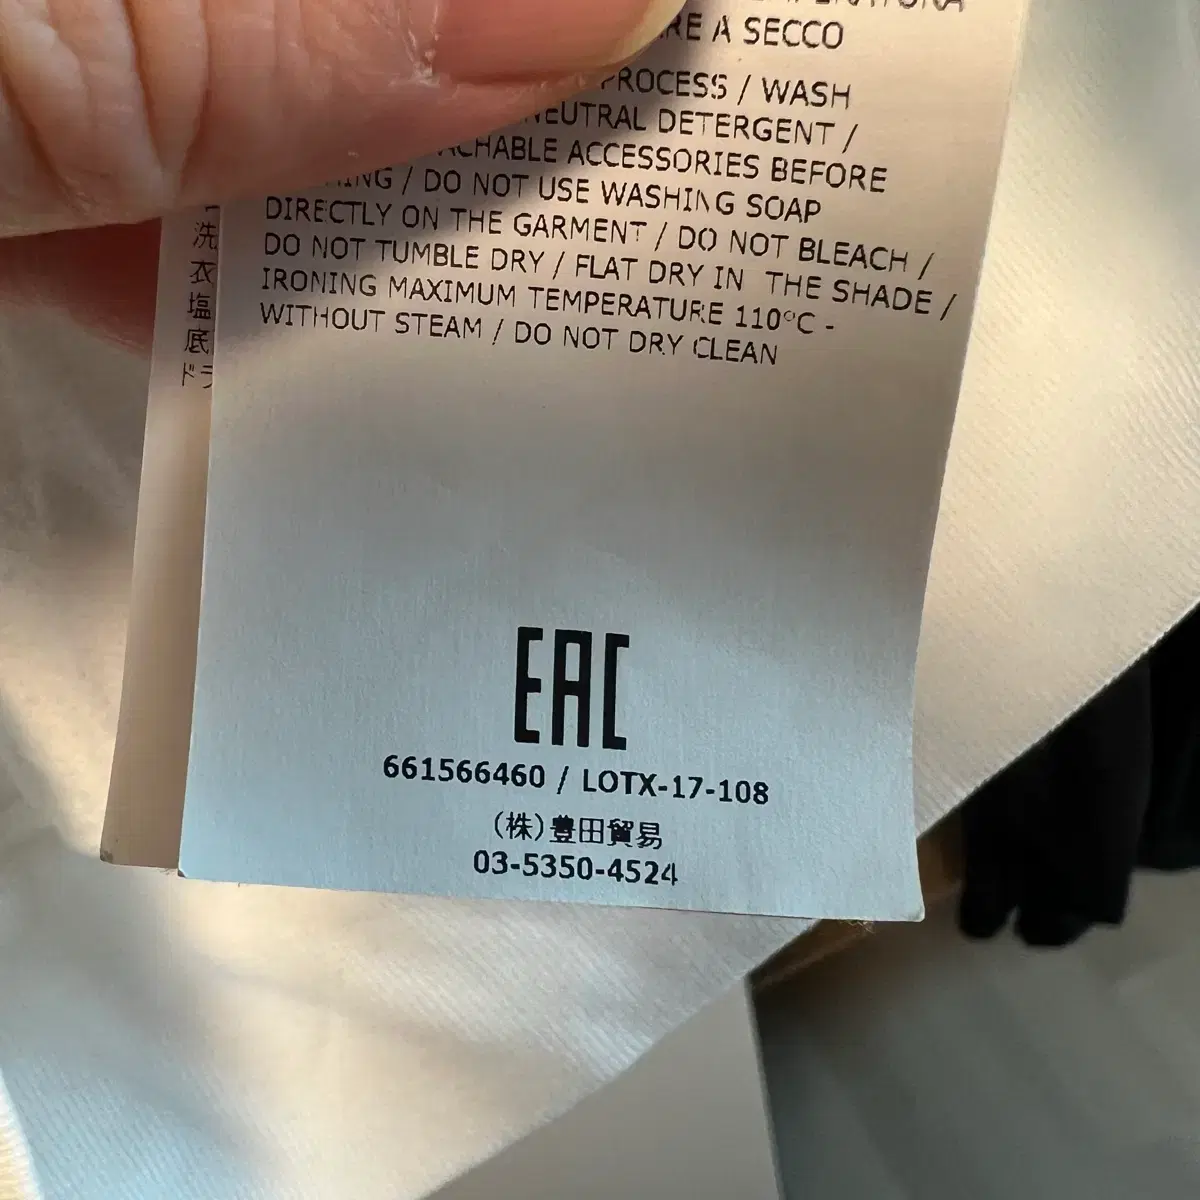 RE A SECCO
PROCESS / WASH
NEUTRAL DETERGENT /
ACHABLE ACCESSORIES BEFORE
HING / DO NOT USE WASHING SOAP
DIRECTLY ON THE GARMENT / DO NOT BLEACH /
DO NOT TUMBLE DRY / FLAT DRY IN THE SHADE /
IRONING MAXIMUM TEMPERATURE 110°C -
WITHOUT STEAM / DO NOT DRY CLEAN
洗
衣
塩
底
ドラ
EAC
661566460 / LOTX-17-108
(株)豊田貿易
03-5350-4524